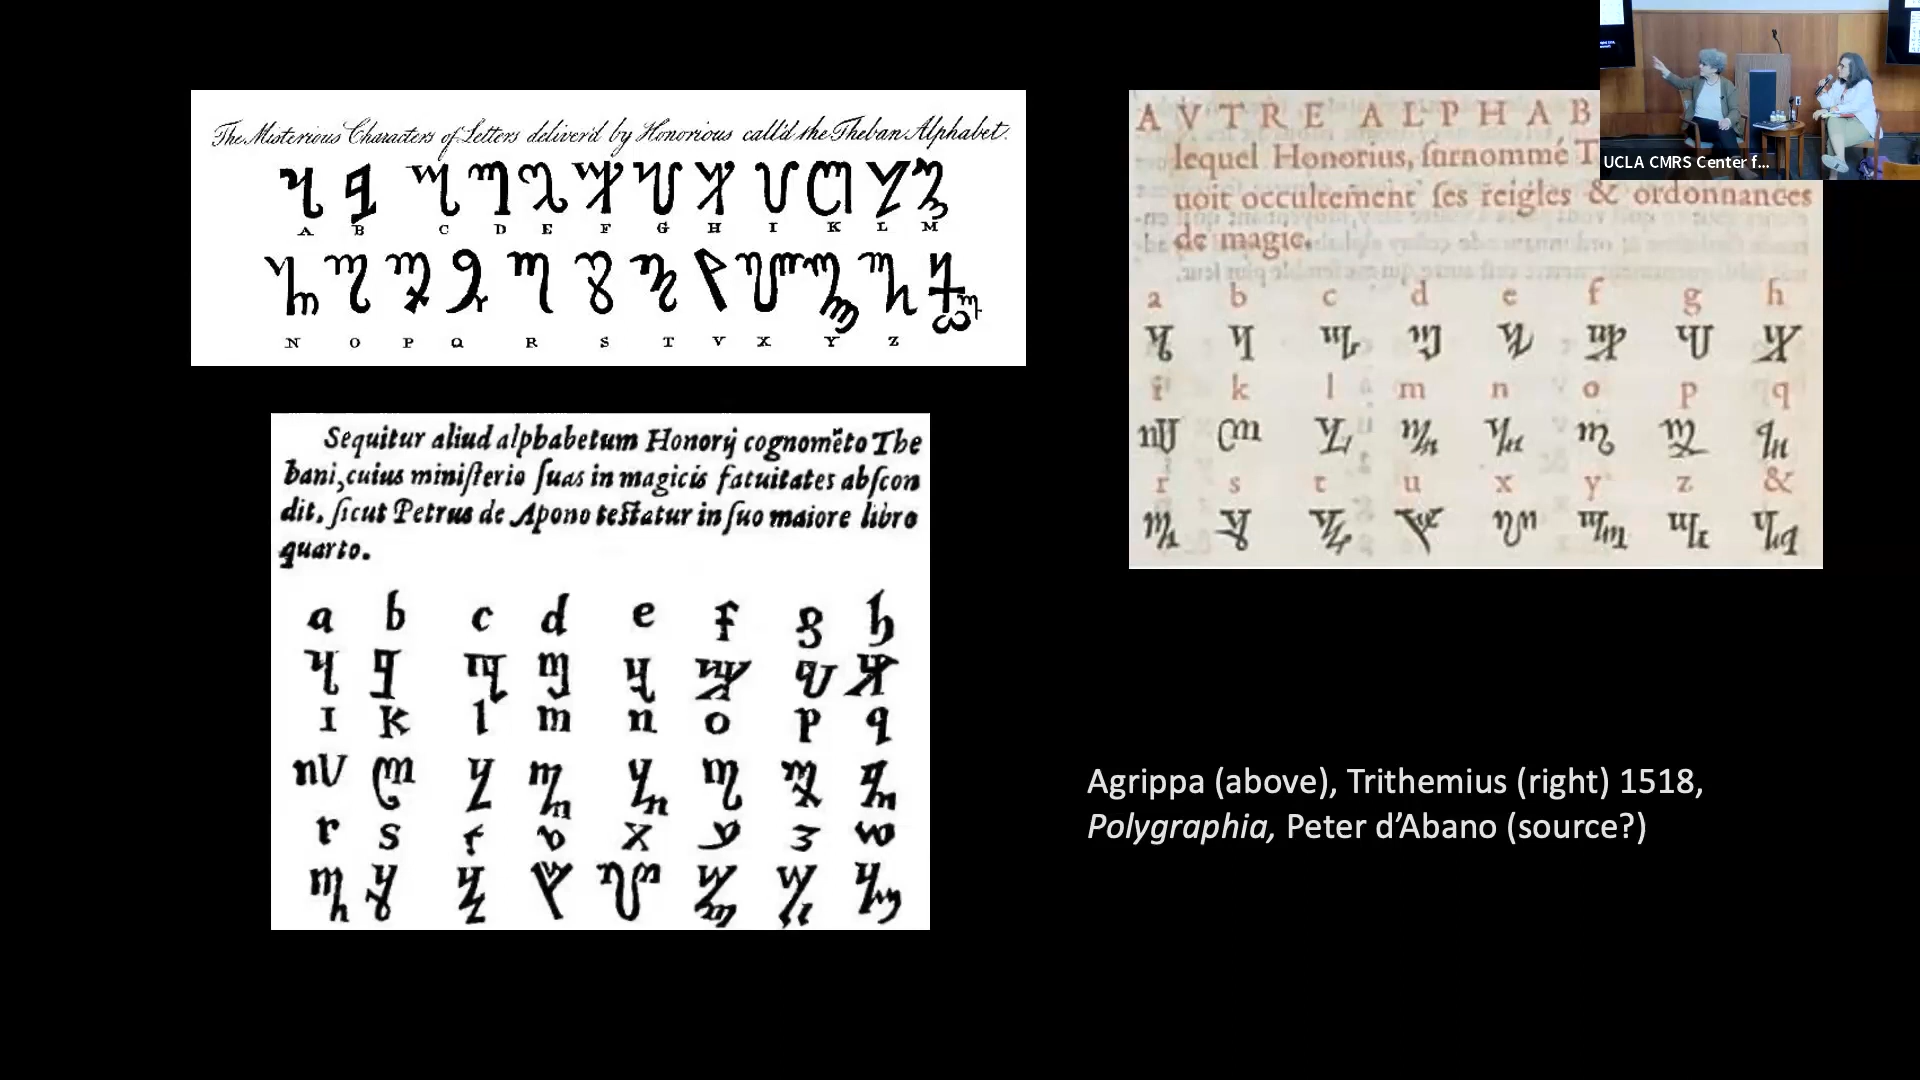 The Misterious Characters of Letters deliver'd by Honorious call'd the Theban Alphabet.
A B C D E F G H I K L M
N O P Q R S T V X Y Z
Sequitur aliud alphabetum Honorij cognomēto The
bani, cuius ministerio suas in magicis fatuitates abscon
dit, sicut Petrus de Apono testatur in suo maiore libro
quarto.
a b c d e f g h
I K l m n o p q
r s t v x y z w
AVTRE ALPHAB
lequel Honorius, surnommé T
uoit occultement ses reigles & ordonnances
de magie.
a b c d e f g h
i k l m n o p q
r s t u x y z &
UCLA CMRS Center f...
Agrippa (above), Trithemius (right) 1518,
Polygraphia, Peter d'Abano (source?)